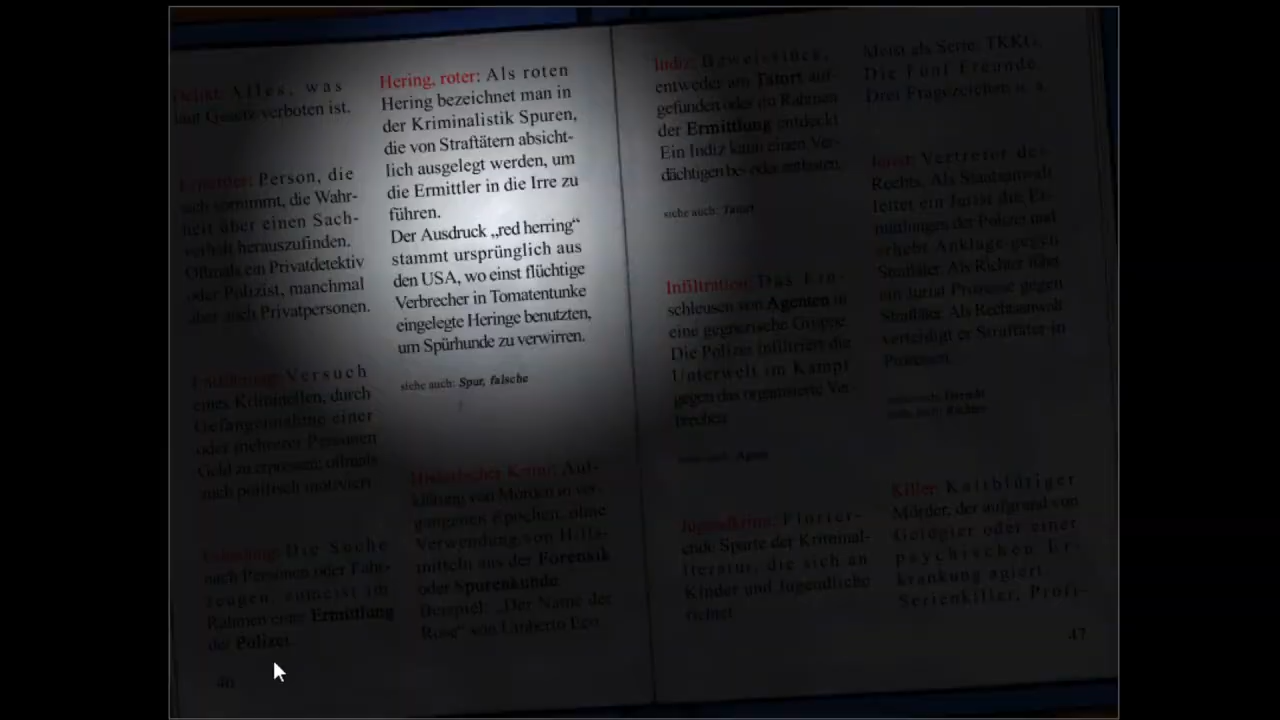 Delikt: Alles, was
laut Gesetz verboten ist.
Ermittler: Person, die
sich vornimmt, die Wahr-
heit über einen Sach-
verhalt herauszufinden.
Oftmals ein Privatdetektiv
oder Polizist, manchmal
aber auch Privatpersonen.
Entführung: Versuch
eines Kriminellen, durch
Gefangennahme einer
oder mehrerer Personen
Geld zu erpressen; oftmals
auch politisch motiviert.
Fahndung: Die Suche
nach Personen oder Fahr-
zeugen, zumeist im
Rahmen einer Ermittlung
der Polizei.
46
Hering, roter: Als roten
Hering bezeichnet man in
der Kriminalistik Spuren,
die von Straftätern absicht-
lich ausgelegt werden, um
die Ermittler in die Irre zu
führen.
Der Ausdruck „red herring“
stammt ursprünglich aus
den USA, wo einst flüchtige
Verbrecher in Tomatentunke
eingelegte Heringe benutzten,
um Spürhunde zu verwirren.
siehe auch: Spur, falsche
Historischer Krimi: Auf-
klärung von Morden in ver-
gangenen Epochen, ohne
Verwendung von Hilfs-
mitteln aus der Forensik
oder Spurenkunde.
Beispiel: „Der Name der
Rose“ von Umberto Eco.
Indiz: Beweisstück,
entweder am Tatort auf-
gefunden oder im Rahmen
der Ermittlung entdeckt.
Ein Indiz kann einen Ver-
dächtigen be- oder entlasten.
siehe auch: Tatort
Infiltration: Das Ein-
schleusen von Agenten in
eine gegnerische Gruppe.
Die Polizei infiltriert die
Unterwelt im Kampf
gegen das organisierte Ver-
brechen.
siehe auch: Agent
Jugendkrimi: Florier-
ende Sparte der Kriminal-
literatur, die sich an
Kinder und Jugendliche
richtet.
Meist als Serie: TKKG,
Die Fünf Freunde,
Drei Fragezeichen u. a.
Jurist: Vertreter des
Rechts. Als Staatsanwalt
leitet ein Jurist die Er-
mittlungen der Polizei und
erhebt Anklage gegen
Straftäter. Als Richter führt
ein Jurist Prozesse gegen
Straftäter. Als Rechtsanwalt
verteidigt er Straftäter in
Prozessen.
siehe auch: Gericht
siehe auch: Richter
Killer: Kaltblütiger
Mörder, der aufgrund von
Geldgier oder einer
psychischen Er-
krankung agiert.
Serienkiller, Profi-
47